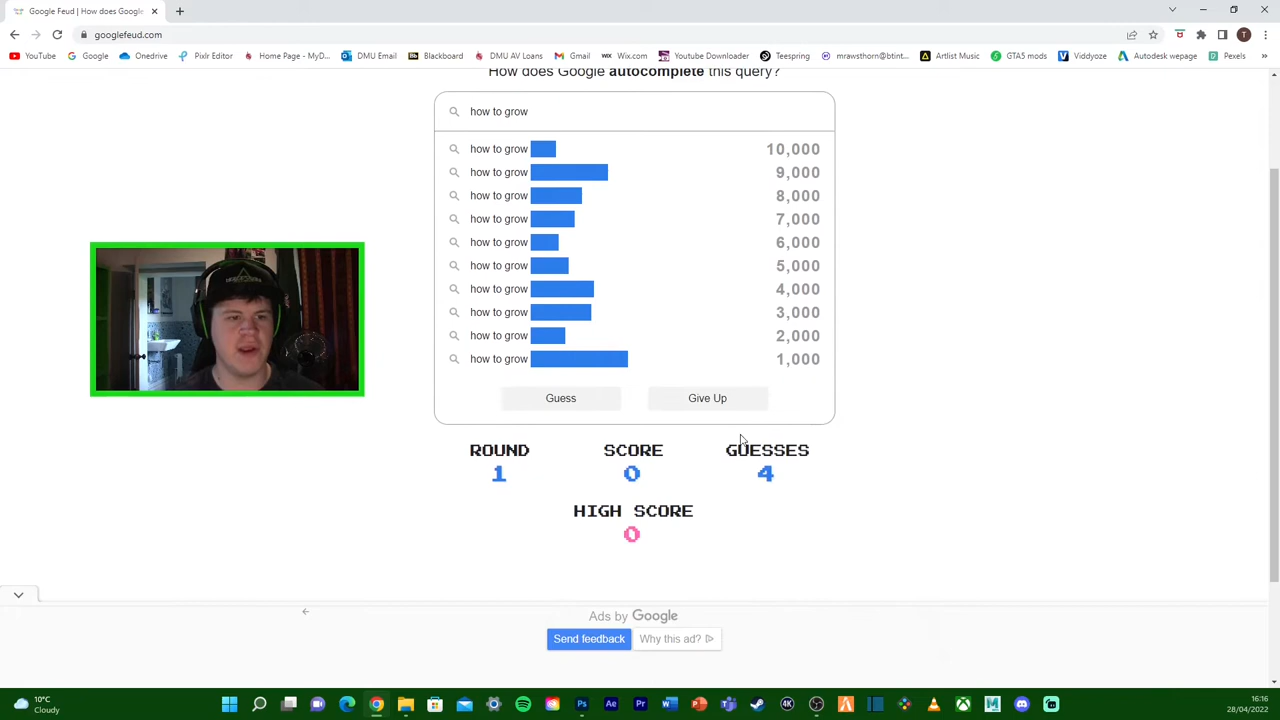 Google Feud | How does Google
googlefeud.com
YouTube
Google
Onedrive
Pixlr Editor
Home Page - MyD...
DMU Email
Blackboard
DMU AV Loans
Gmail
Wix.com
Youtube Downloader
Teespring
mrawsthorn@btint...
Artlist Music
GTA5 mods
Viddyoze
Autodesk wepage
Pexels
How does Google autocomplete this query?
how to grow
how to grow 10,000
how to grow 9,000
how to grow 8,000
how to grow 7,000
how to grow 6,000
how to grow 5,000
how to grow 4,000
how to grow 3,000
how to grow 2,000
how to grow 1,000
Guess Give Up
ROUND SCORE GUESSES
1 0 4
HIGH SCORE
0
Ads by Google
Send feedback Why this ad?
10°C
Cloudy
16:16
28/04/2022